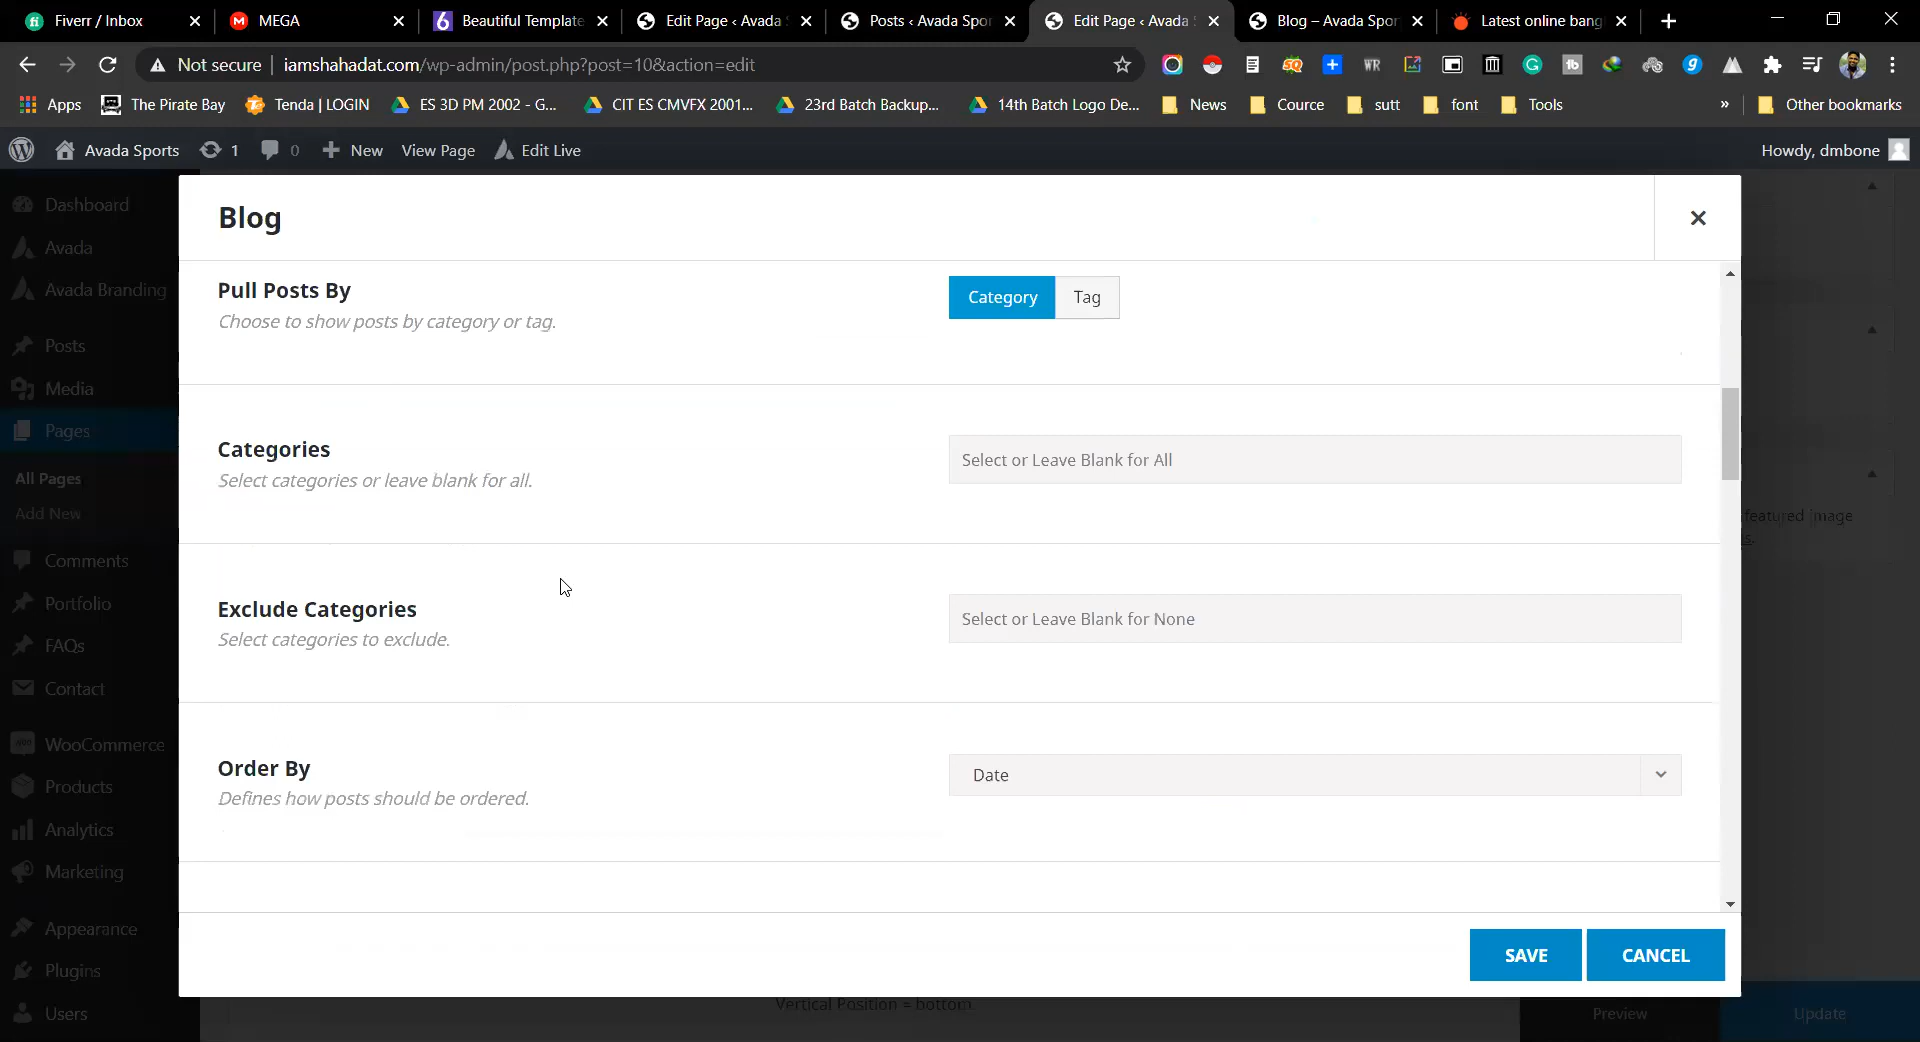 Fiverr / Inbox
MEGA
Beautiful Template
Edit Page ‹ Avada
Posts ‹ Avada Spor
Edit Page ‹ Avada
Blog – Avada Spor
Latest online bang
Not secure
iamshahadat.com/wp-admin/post.php?post=10&action=edit
Apps
The Pirate Bay
Tenda | LOGIN
ES 3D PM 2002 - G...
CIT ES CMVFX 2001...
23rd Batch Backup...
14th Batch Logo De...
News
Cource
sutt
font
Tools
»
Other bookmarks
Avada Sports
1
0
New
View Page
Edit Live
Howdy, dmbone
Dashboard
Avada
Avada Branding
Posts
Media
Pages
All Pages
Add New
Comments
Portfolio
FAQs
Contact
WooCommerce
Products
Analytics
Marketing
Appearance
Plugins
Users
Blog
Pull Posts By
Choose to show posts by category or tag.
Category
Tag
Categories
Select categories or leave blank for all.
Select or Leave Blank for All
Exclude Categories
Select categories to exclude.
Select or Leave Blank for None
Order By
Defines how posts should be ordered.
Date
SAVE
CANCEL
featured image
Vertical Position = bottom.
Preview
Update